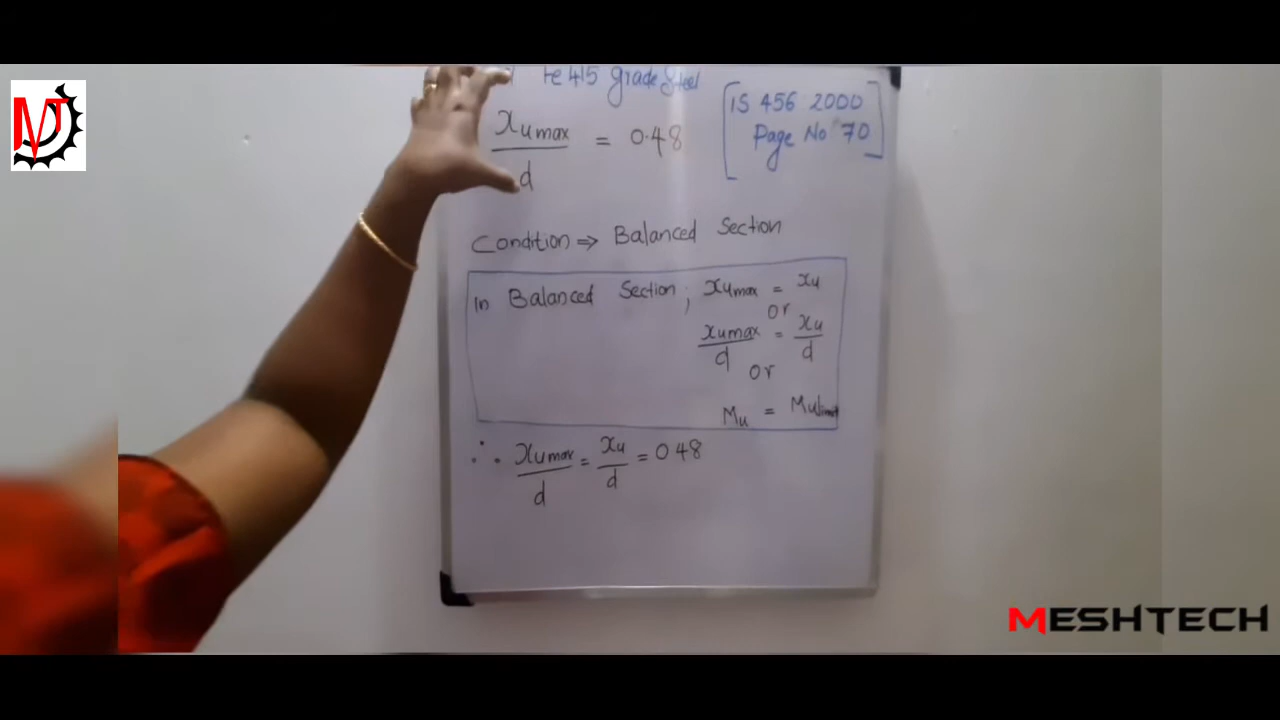 Fe 415 grade Steel
[IS 456 2000
Page No 70]
xumax/d = 0.48
Condition ⇒ Balanced Section
In Balanced Section; xumax = xu
or
xumax/d = xu/d
or
Mu = Mulimit
∴ xumax/d = xu/d = 0.48
MT
MESHTECH